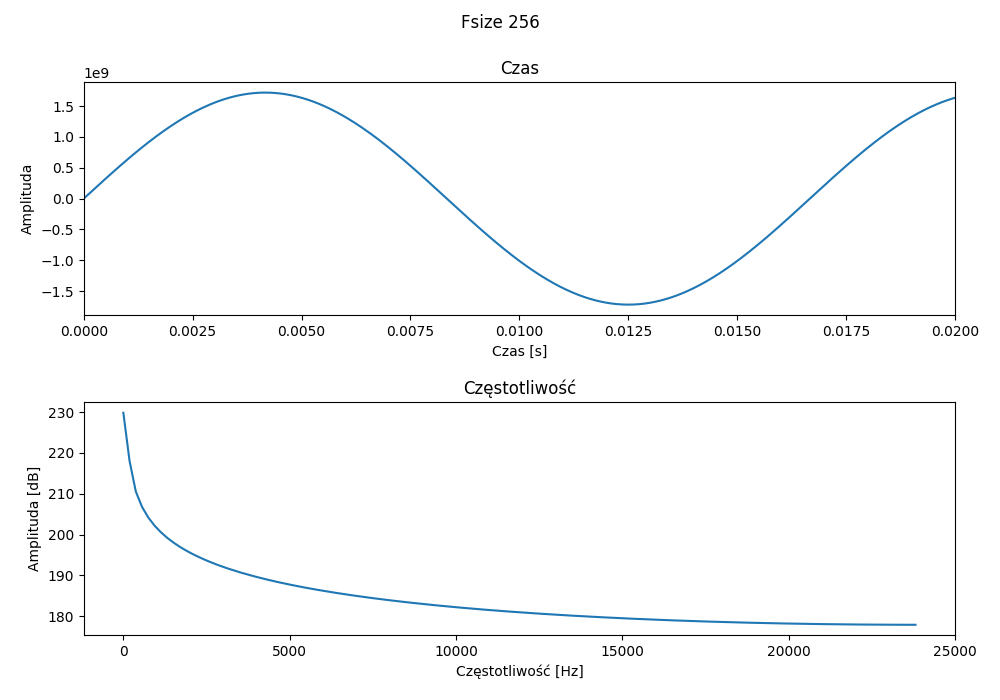 Fsize 256
Czas
1e9
1.5
1.0
0.5
0.0
−0.5
−1.0
−1.5
Amplituda
0.0000 0.0025 0.0050 0.0075 0.0100 0.0125 0.0150 0.0175 0.0200
Czas [s]
Częstotliwość
230
220
210
200
190
180
Amplituda [dB]
0 5000 10000 15000 20000 25000
Częstotliwość [Hz]